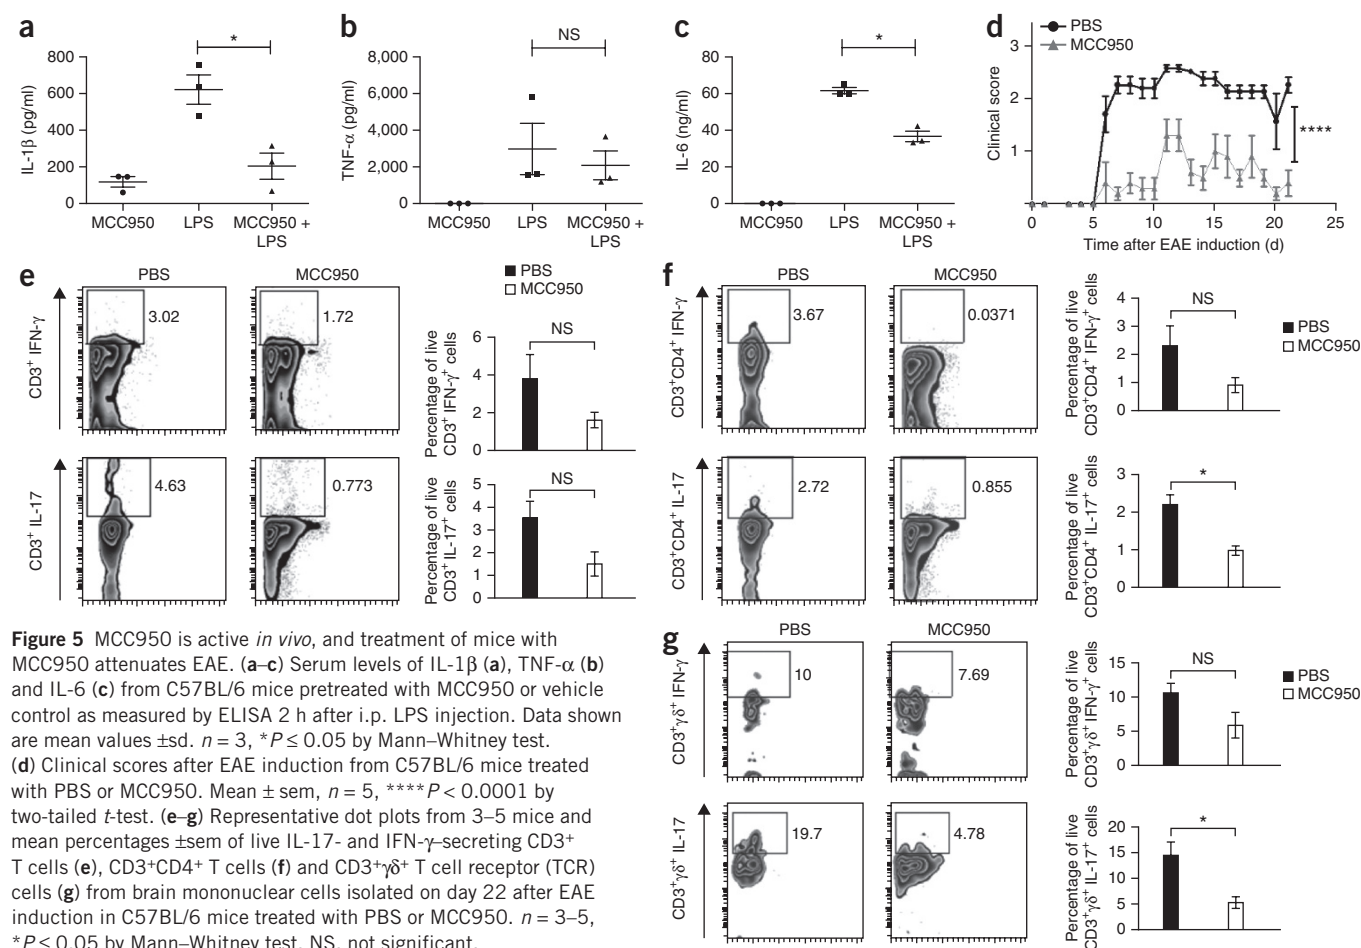 a
*
IL-1β (pg/ml)
800
600
400
200
0
MCC950
LPS
MCC950 +
LPS
b
NS
TNF-α (pg/ml)
8,000
6,000
4,000
2,000
0
MCC950
LPS
MCC950 +
LPS
c
*
IL-6 (ng/ml)
80
60
40
20
0
MCC950
LPS
MCC950 +
LPS
d
PBS
MCC950
Clinical score
3
2
1
****
0
5
10
15
20
25
Time after EAE induction (d)
e
PBS
MCC950
CD3⁺ IFN-γ
3.02
1.72
PBS
MCC950
Percentage of live
CD3⁺ IFN-γ⁺ cells
6
4
2
0
NS
CD3⁺ IL-17
4.63
0.773
Percentage of live
CD3⁺ IL-17⁺ cells
5
4
3
2
1
0
NS
f
PBS
MCC950
CD3⁺CD4⁺ IFN-γ
3.67
0.0371
Percentage of live
CD3⁺CD4⁺ IFN-γ⁺ cells
4
3
2
1
0
NS
PBS
MCC950
CD3⁺CD4⁺ IL-17
2.72
0.855
Percentage of live
CD3⁺CD4⁺ IL-17⁺ cells
3
2
1
0
*
g
PBS
MCC950
CD3⁺γδ⁺ IFN-γ
10
7.69
Percentage of live
CD3⁺γδ⁺ IFN-γ⁺ cells
15
10
5
0
NS
PBS
MCC950
CD3⁺γδ⁺ IL-17
19.7
4.78
Percentage of live
CD3⁺γδ⁺ IL-17⁺ cells
20
15
10
5
0
*
Figure 5 MCC950 is active in vivo, and treatment of mice with
MCC950 attenuates EAE. (a–c) Serum levels of IL-1β (a), TNF-α (b)
and IL-6 (c) from C57BL/6 mice pretreated with MCC950 or vehicle
control as measured by ELISA 2 h after i.p. LPS injection. Data shown
are mean values ±sd. n = 3, *P ≤ 0.05 by Mann–Whitney test.
(d) Clinical scores after EAE induction from C57BL/6 mice treated
with PBS or MCC950. Mean ± sem, n = 5, ****P < 0.0001 by
two-tailed t-test. (e–g) Representative dot plots from 3–5 mice and
mean percentages ±sem of live IL-17- and IFN-γ–secreting CD3⁺
T cells (e), CD3⁺CD4⁺ T cells (f) and CD3⁺γδ⁺ T cell receptor (TCR)
cells (g) from brain mononuclear cells isolated on day 22 after EAE
induction in C57BL/6 mice treated with PBS or MCC950. n = 3–5,
*P ≤ 0.05 by Mann–Whitney test. NS, not significant.